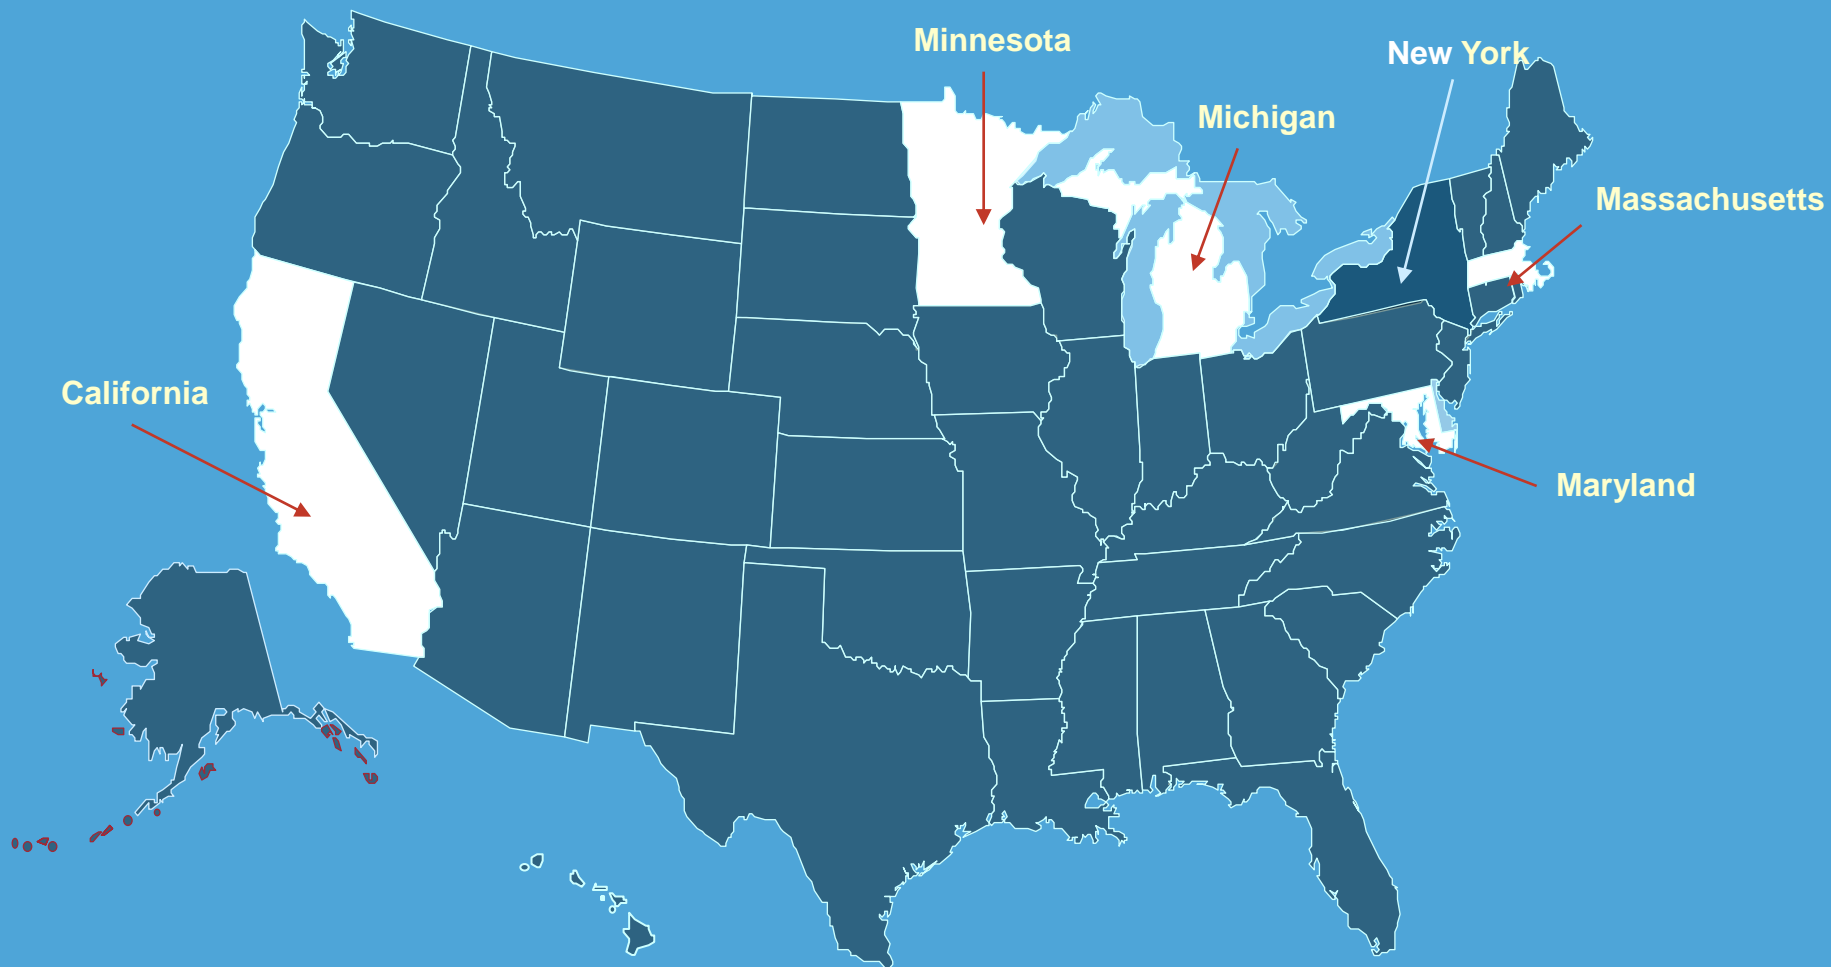 Minnesota
New York
Michigan
Massachusetts
California
Maryland